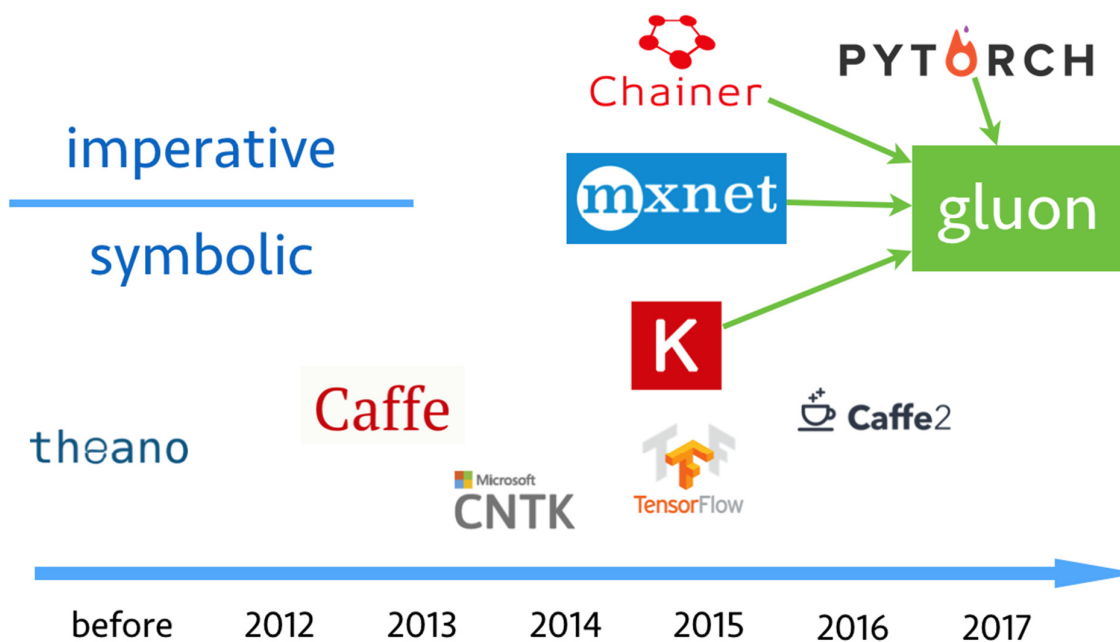 Chainer
PYTORCH
imperative
symbolic
mxnet
gluon
K
Caffe
Caffe2
theano
Microsoft
CNTK
TensorFlow
before 2012 2013 2014 2015 2016 2017